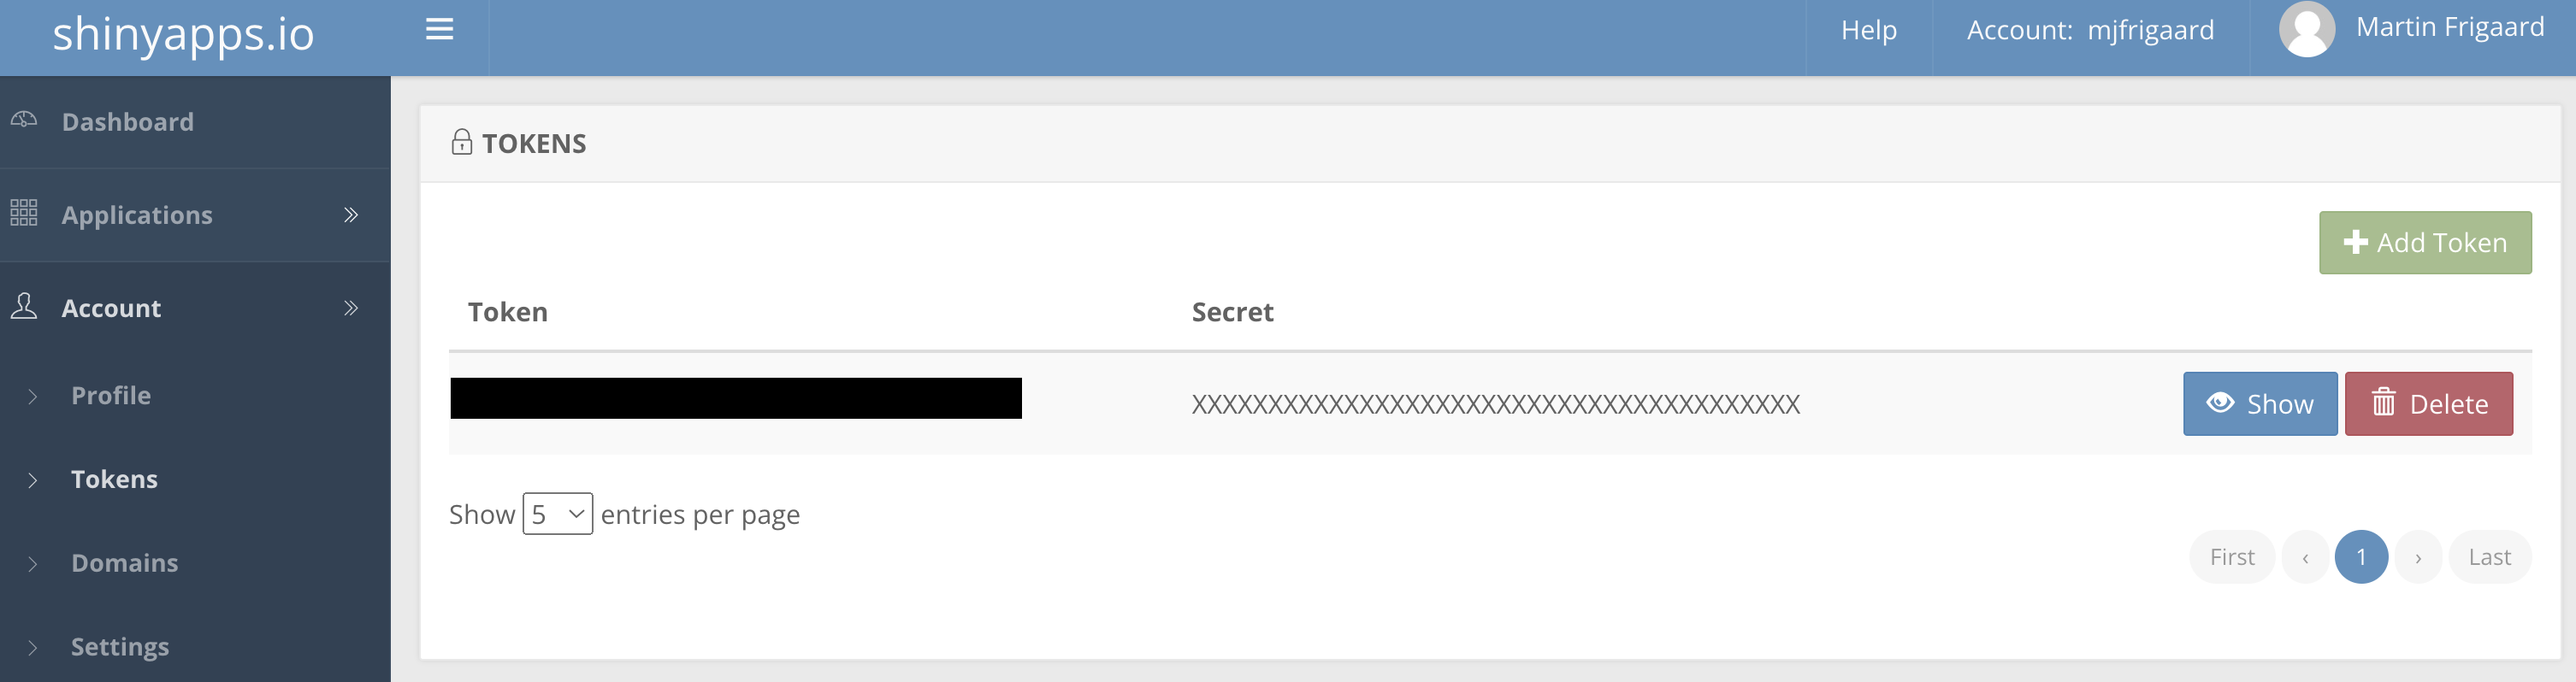 shinyapps.io
Help
Account: mjfrigaard
Martin Frigaard
Dashboard
Applications
Account
Profile
Tokens
Domains
Settings
TOKENS
Add Token
Token Secret
XXXXXXXXXXXXXXXXXXXXXXXXXXXXXXXXXXXXXXXX Show Delete
Show 5 entries per page
First ‹ 1 › Last